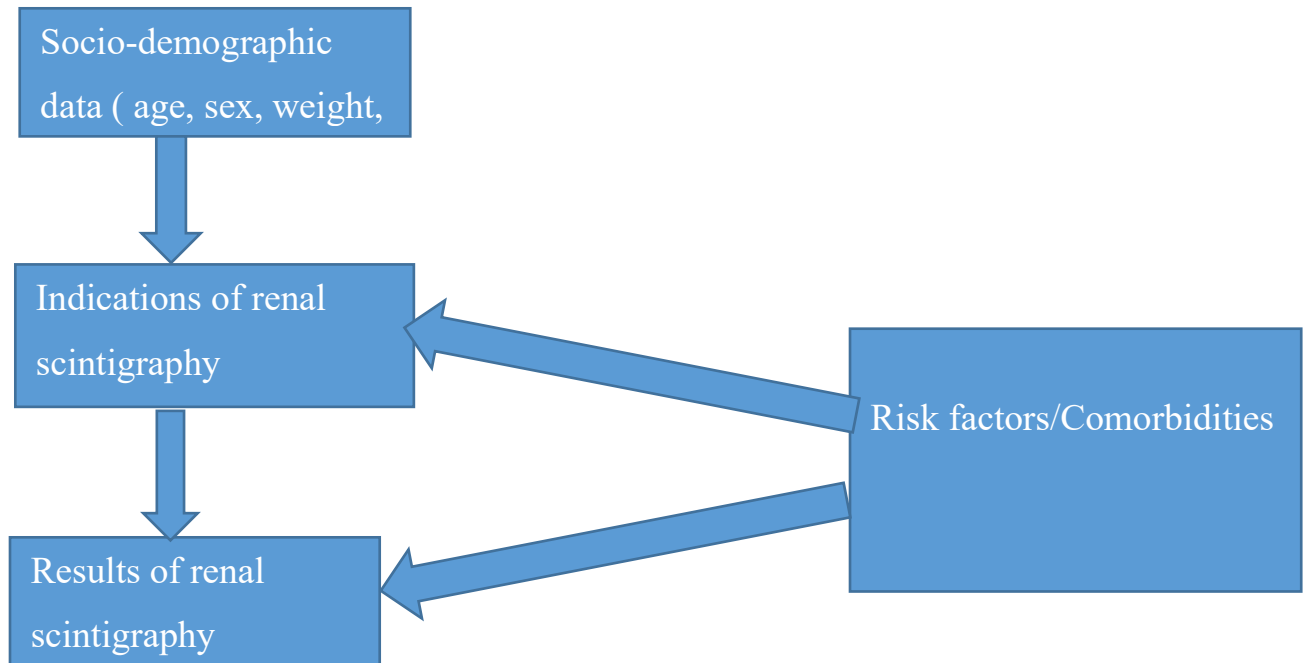 Socio-demographic
data ( age, sex, weight,
Indications of renal
scintigraphy
Risk factors/Comorbidities
Results of renal
scintigraphy